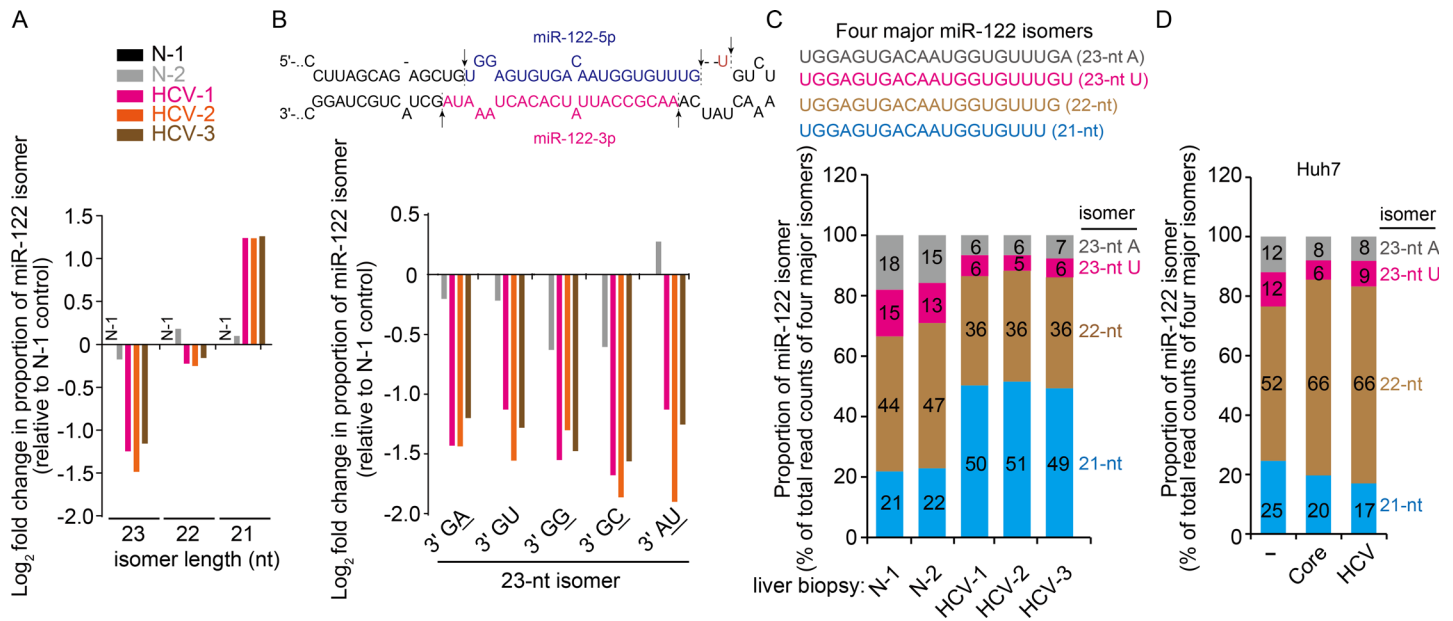 A
N-1
N-2
HCV-1
HCV-2
HCV-3
Log2 fold change in proportion of miR-122 isomer
(relative to N-1 control)
1.5
1.0
0.5
0
-0.5
-1.0
-1.5
-2.0
N-1
N-1
N-1
23 22 21
isomer length (nt)
B
miR-122-5p
5'-..C
CUUAGCAG
-
AGCUGU
GG
AGUGUGA
C
AAUGGUGUUUG
--U
GUCU
GGAUCGUC
A
UCGAUA
AA
UCACACU
A
UUACCGCAAAC
UAU
CAAA
3'-..C
miR-122-3p
Log2 fold change in proportion of miR-122 isomer
(relative to N-1 control)
0.5
0
-0.5
-1.0
-1.5
-2.0
3' GA
3' GU
3' GG
3' GC
3' AU
23-nt isomer
C
Four major miR-122 isomers
UGGAGUGACAAUGGUGUUUGA (23-nt A)
UGGAGUGACAAUGGUGUUUGU (23-nt U)
UGGAGUGACAAUGGUGUUUG (22-nt)
UGGAGUGACAAUGGUGUUU (21-nt)
Proportion of miR-122 isomer
(% of total read counts of four major isomers)
120
100
80
60
40
20
0
isomer
18 15 6 6 7 23-nt A
15 13 6 5 6 23-nt U
44 47 36 36 36 22-nt
21 22 50 51 49 21-nt
liver biopsy: N-1 N-2 HCV-1 HCV-2 HCV-3
D
Huh7
Proportion of miR-122 isomer
(% of total read counts of four major isomers)
120
100
80
60
40
20
0
isomer
12 8 8 23-nt A
12 6 9 23-nt U
52 66 66 22-nt
25 20 17 21-nt
– Core HCV